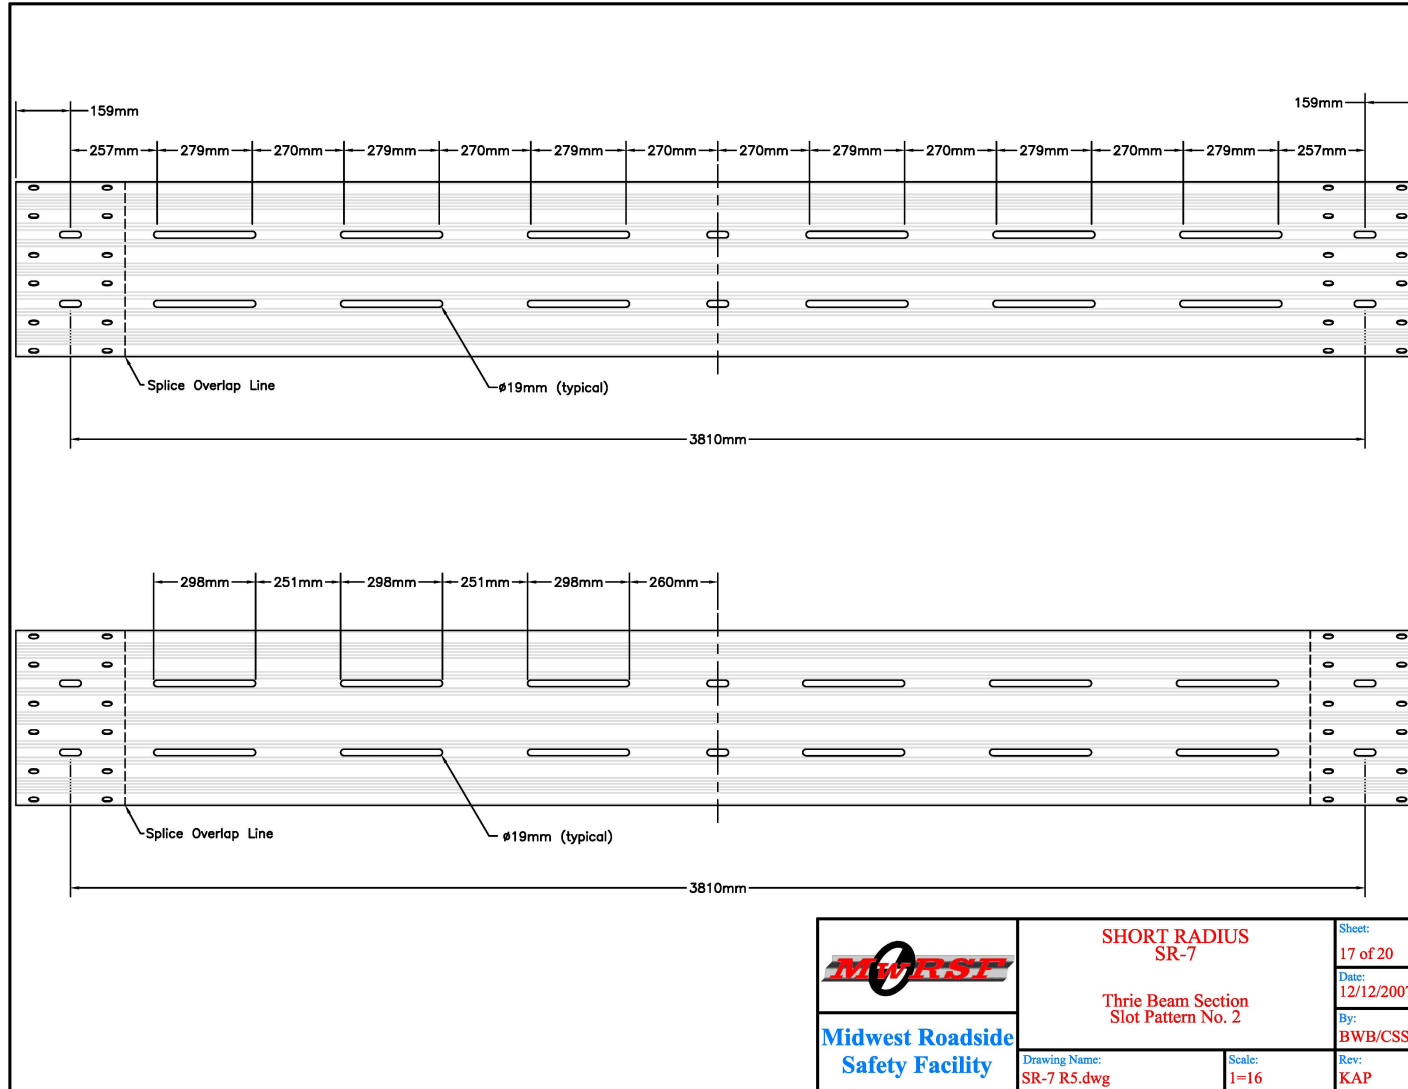 159mm
159mm
257mm 279mm 270mm 279mm 270mm 279mm 270mm 270mm 279mm 270mm 279mm 270mm 279mm 257mm
Splice Overlap Line
ø19mm (typical)
3810mm
298mm 251mm 298mm 251mm 298mm 260mm
Splice Overlap Line
ø19mm (typical)
3810mm
MwRSF
Midwest Roadside
Safety Facility
SHORT RADIUS
SR-7
Thrie Beam Section
Slot Pattern No. 2
Drawing Name:
SR-7 R5.dwg
Scale:
1=16
Sheet:
17 of 20
Date:
12/12/2007
By:
BWB/CSS
Rev:
KAP